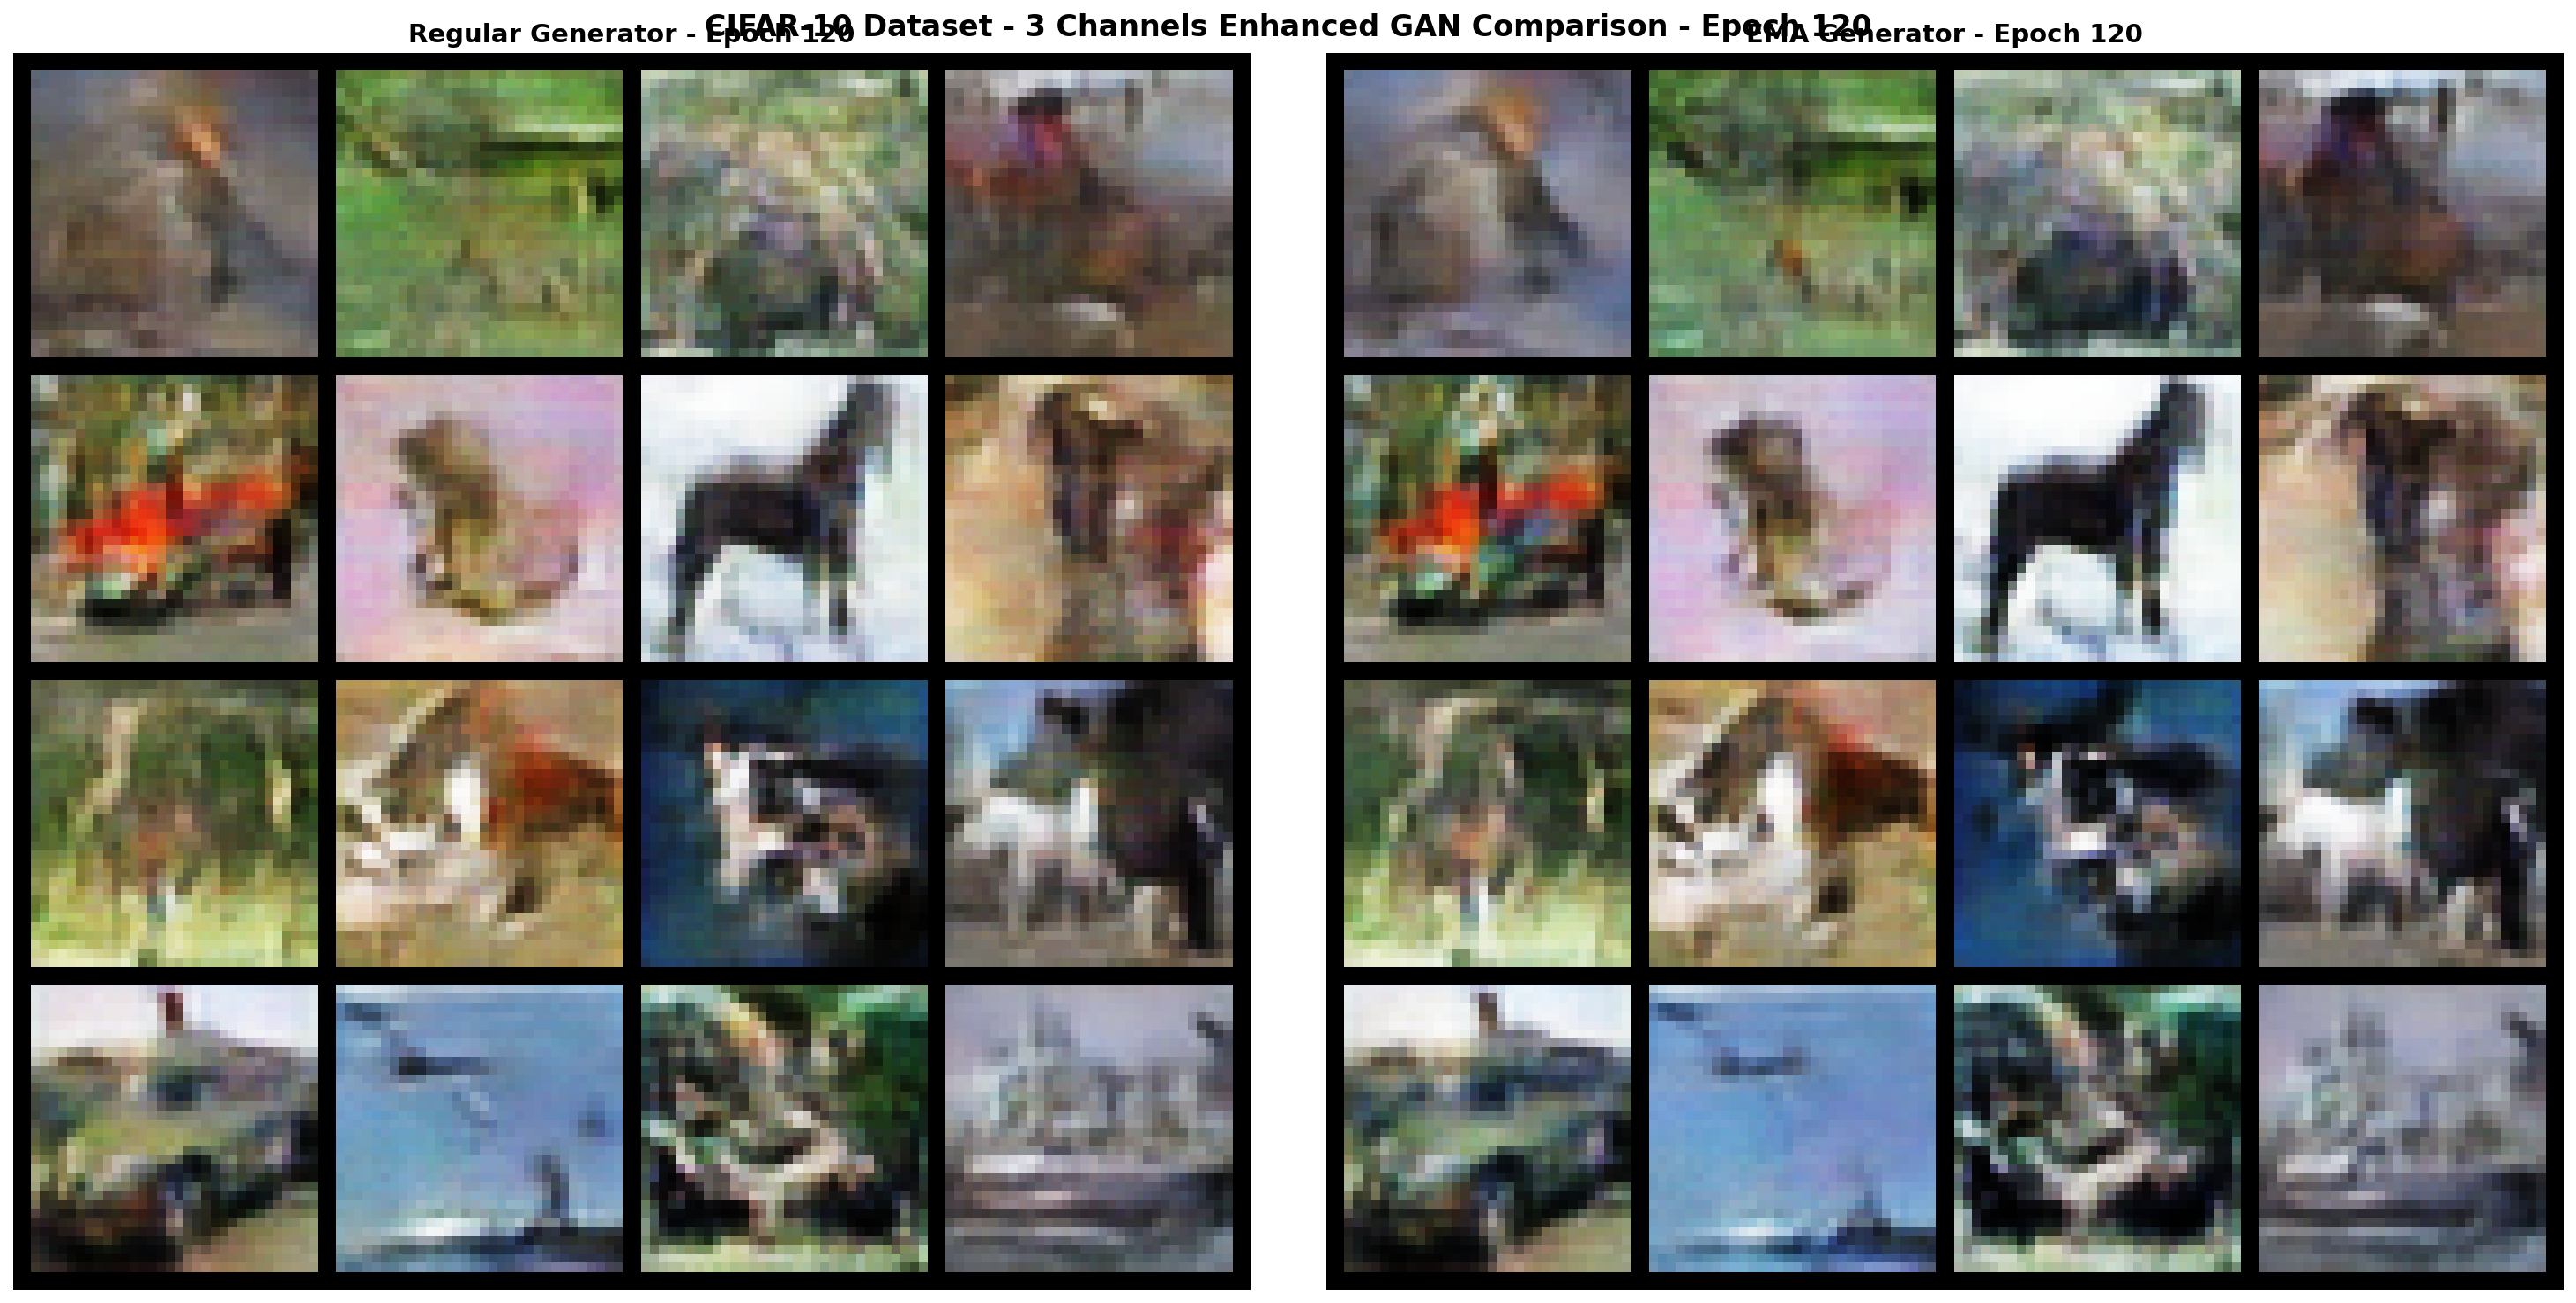 CIFAR-10 Dataset - 3 Channels Enhanced GAN Comparison - Epoch 120
Regular Generator - Epoch 120
EMA Generator - Epoch 120